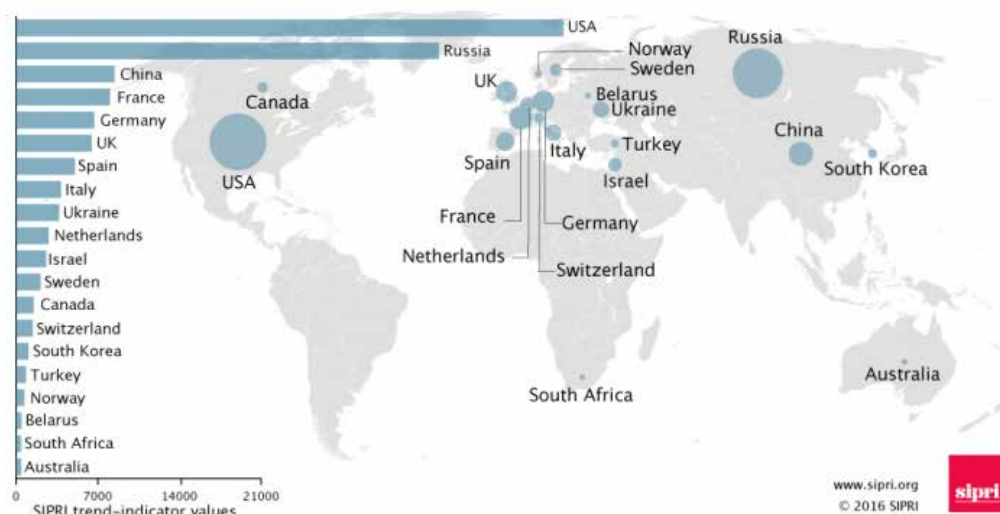 USA
Russia
China
France
Germany
UK
Spain
Italy
Ukraine
Netherlands
Israel
Sweden
Canada
Switzerland
South Korea
Turkey
Norway
Belarus
South Africa
Australia
0 7000 14000 21000
SIPRI trend-indicator values
Canada
USA
UK
Norway
Sweden
Belarus
Ukraine
Russia
Spain
Italy
Turkey
Israel
China
South Korea
France
Germany
Netherlands
Switzerland
South Africa
Australia
www.sipri.org
© 2016 SIPRI
sipri